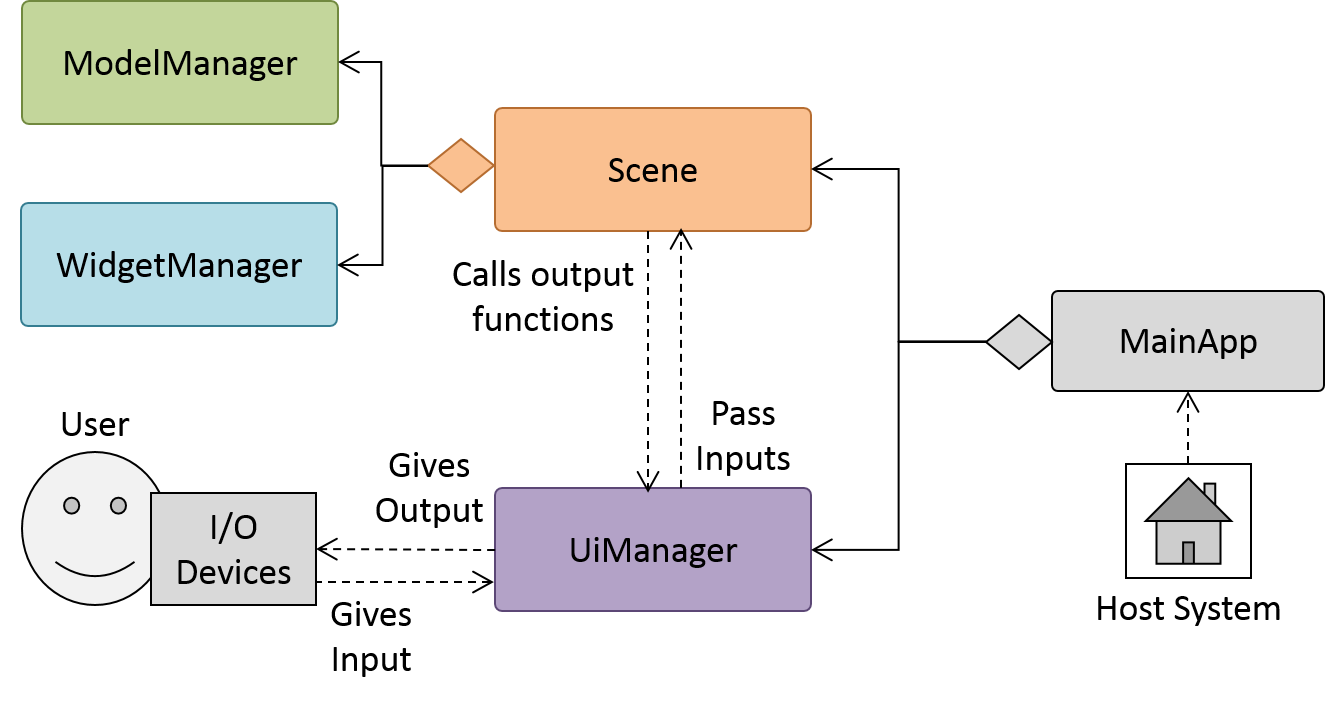 ModelManager
Scene
WidgetManager
Calls output
functions
MainApp
User
Pass
Inputs
Gives
Output
I/O
Devices
UiManager
Gives
Input
Host System